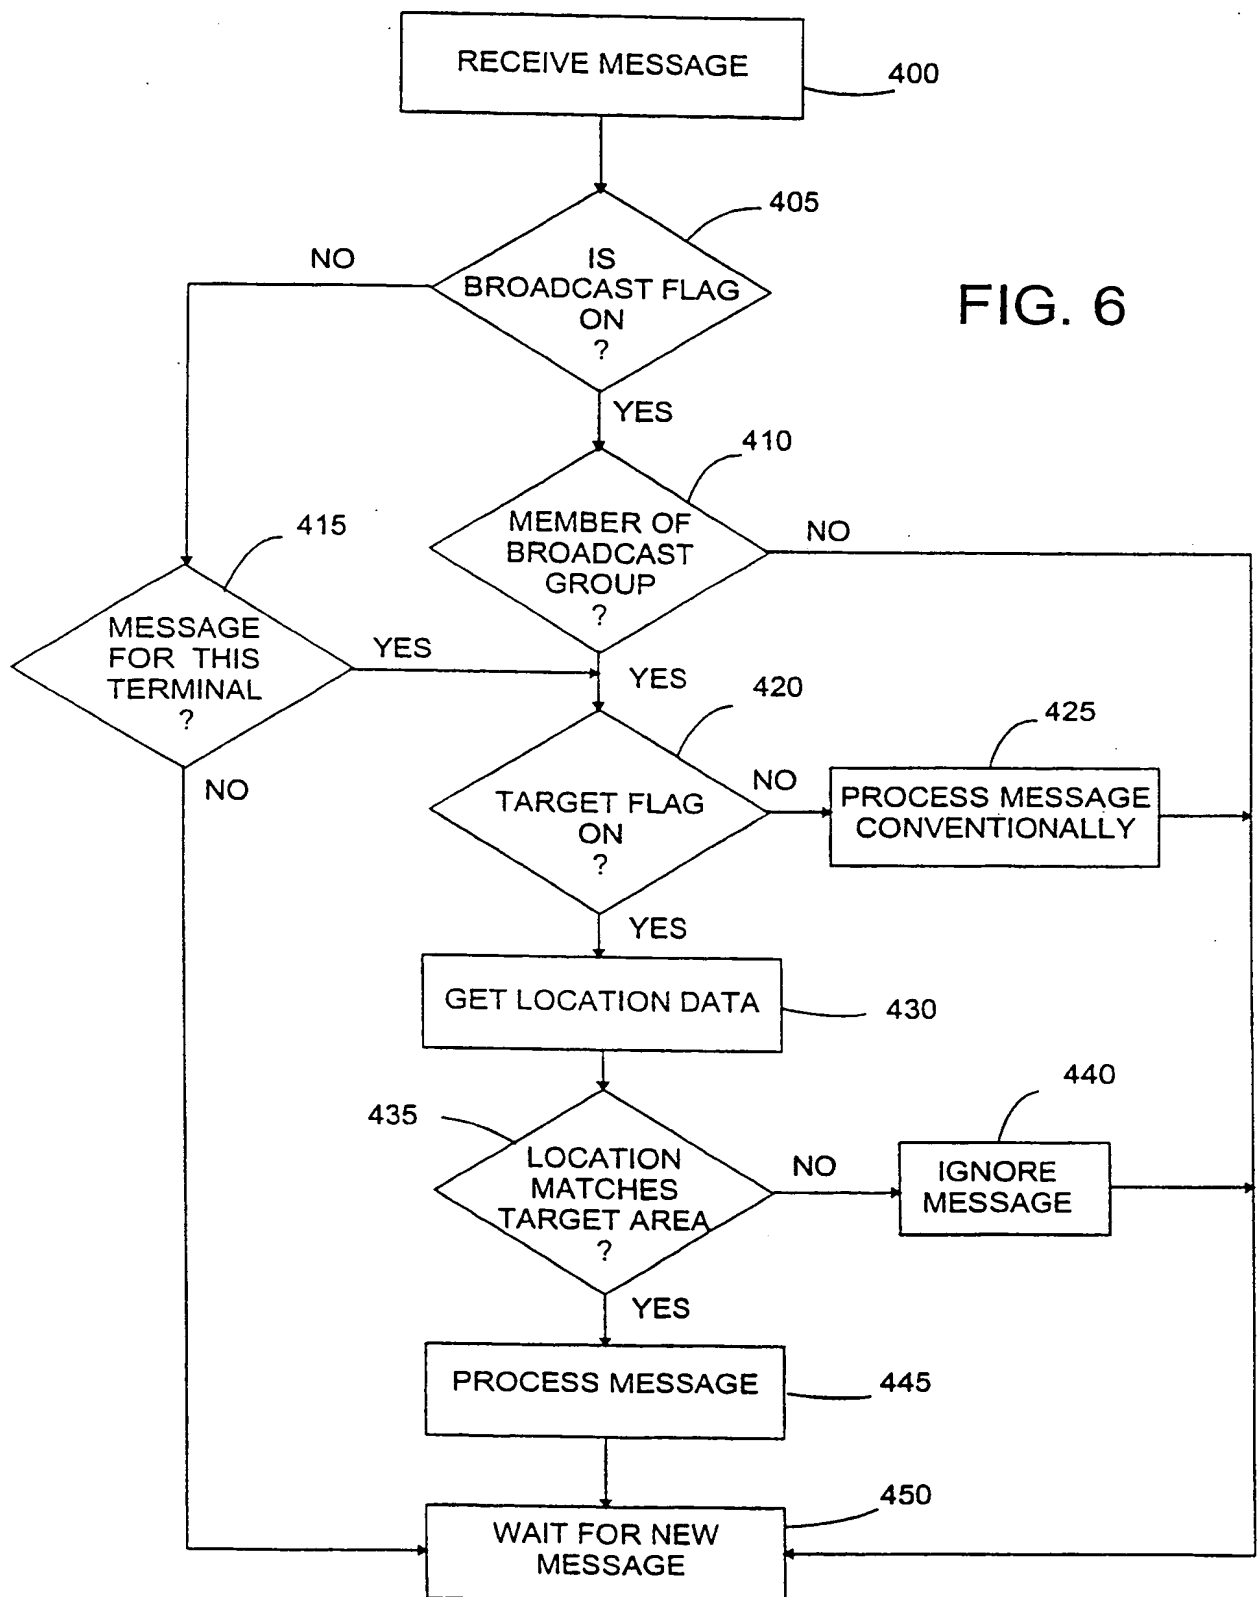 RECEIVE MESSAGE
400
405
IS
BROADCAST FLAG
ON
?
NO
FIG. 6
YES
410
MEMBER OF
BROADCAST
GROUP
?
NO
415
MESSAGE
FOR THIS
TERMINAL
?
YES
YES
NO
420
TARGET FLAG
ON
?
NO
425
PROCESS MESSAGE
CONVENTIONALLY
YES
GET LOCATION DATA
430
435
LOCATION
MATCHES
TARGET AREA
?
NO
440
IGNORE
MESSAGE
YES
PROCESS MESSAGE
445
450
WAIT FOR NEW
MESSAGE